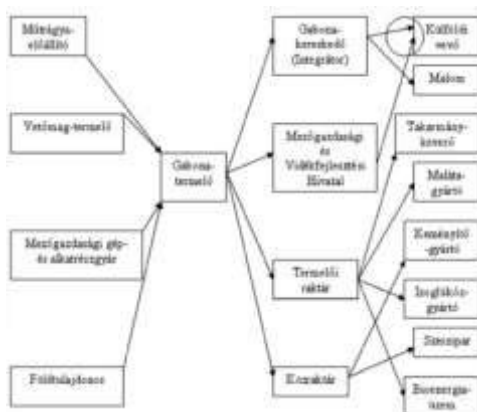 Műtrágya-
előállító
Vetőmag-termelő
Mezőgazdasági gép-
és alkatrészgyár
Földtulajdonos
Gabona-
termelő
Gabona-
kereskedő
(Integrátor)
Mezőgazdasági
és
Vidékfejlesztési
Hivatal
Termelői
raktár
Közraktár
Külföldi
vevő
Malom
Takarmány-
keverő
Maláta-
gyártó
Keményítő
-gyártó
Izoglükóz-
gyártó
Szeszipar
Bioenergia-
üzem